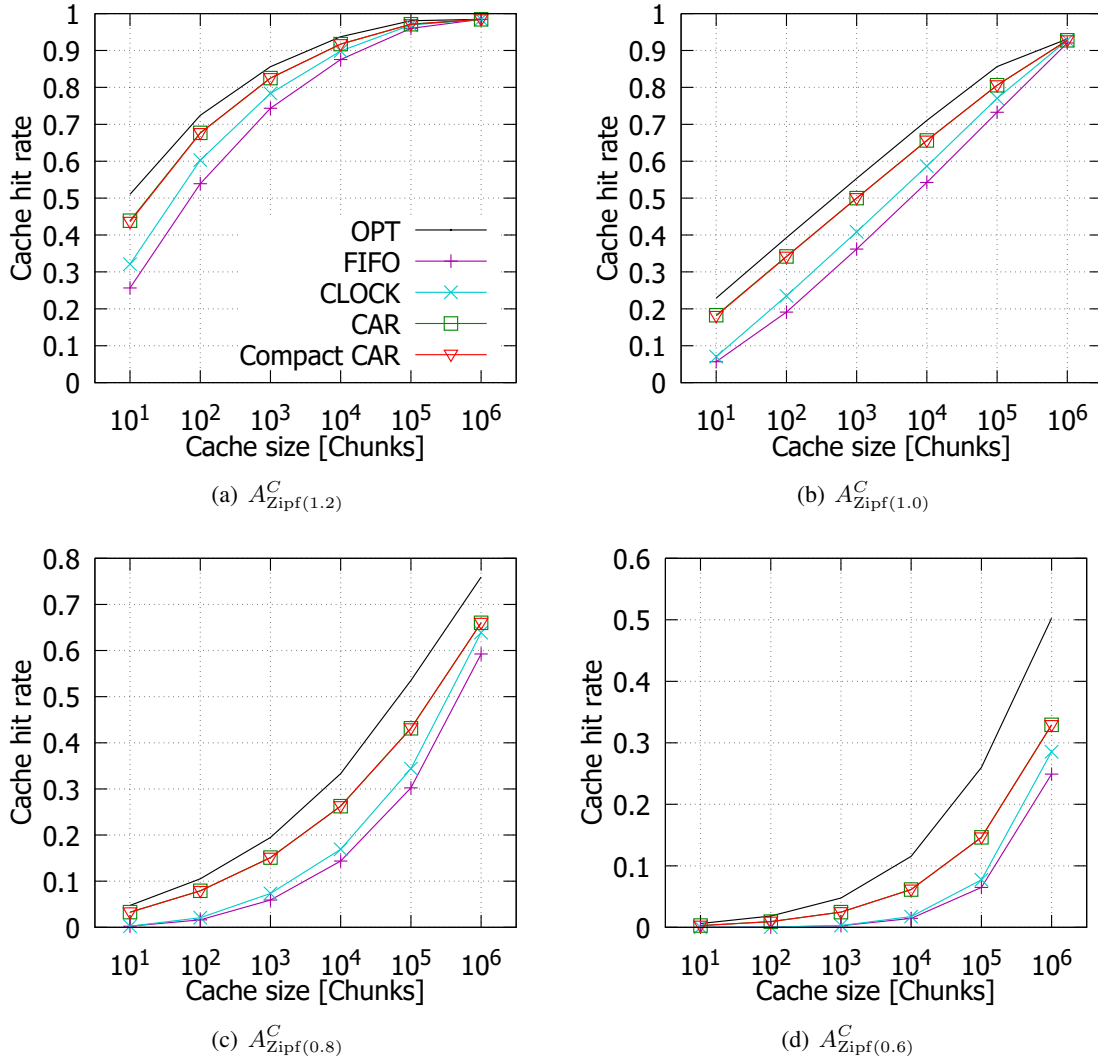 1
0.9
0.8
0.7
0.6
0.5
0.4
0.3
0.2
0.1
0
Cache hit rate
OPT
FIFO
CLOCK
CAR
Compact CAR
10^1 10^2 10^3 10^4 10^5 10^6
Cache size [Chunks]
(a) A^C_Zipf(1.2)
1
0.9
0.8
0.7
0.6
0.5
0.4
0.3
0.2
0.1
0
Cache hit rate
10^1 10^2 10^3 10^4 10^5 10^6
Cache size [Chunks]
(b) A^C_Zipf(1.0)
0.8
0.7
0.6
0.5
0.4
0.3
0.2
0.1
0
Cache hit rate
10^1 10^2 10^3 10^4 10^5 10^6
Cache size [Chunks]
(c) A^C_Zipf(0.8)
0.6
0.5
0.4
0.3
0.2
0.1
0
Cache hit rate
10^1 10^2 10^3 10^4 10^5 10^6
Cache size [Chunks]
(d) A^C_Zipf(0.6)